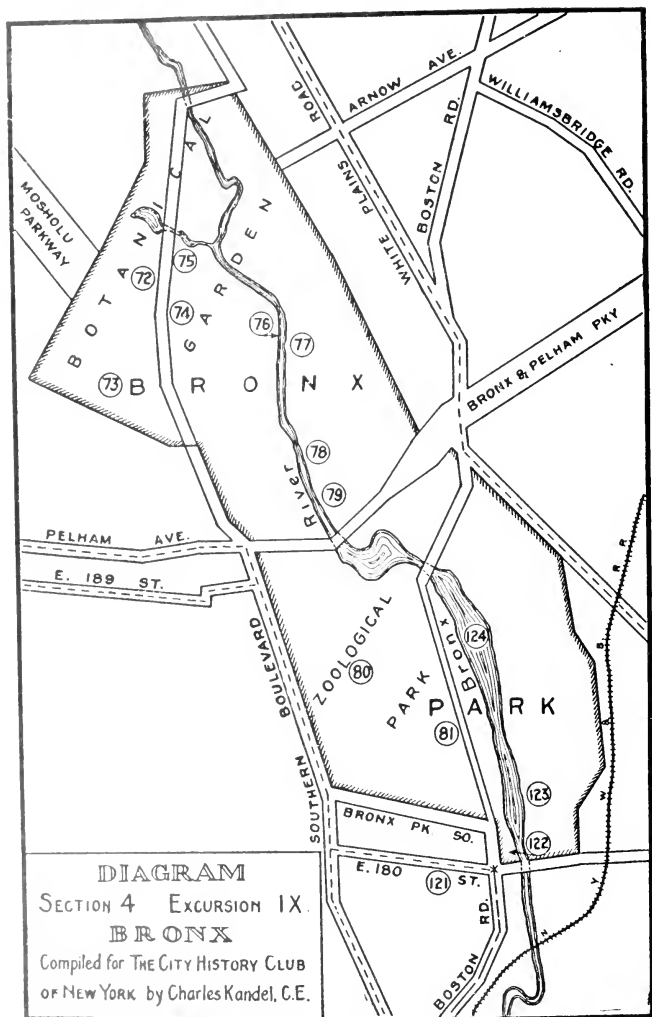 ROAD
ARNOW AVE.
WILLIAMSBRIDGE RD.
BOSTON RD.
WHITE PLAINS
MOSHOLU
PARKWAY
BOTANICAL
GARDEN
72
75
74
76
77
73
BRONX
BRONX & PELHAM PKY
78
79
River
PELHAM AVE.
E. 189 ST.
BOULEVARD
SOUTHERN
ZOOLOGICAL
PARK
80
Bronx
124
PARK
81
123
122
BRONX PK SO.
E. 180 ST.
121
BOSTON RD.
N. Y. W. & B. R R
DIAGRAM
SECTION 4 EXCURSION IX.
BRONX
Compiled for THE CITY HISTORY CLUB
OF NEW YORK by Charles Kandel, C.E.